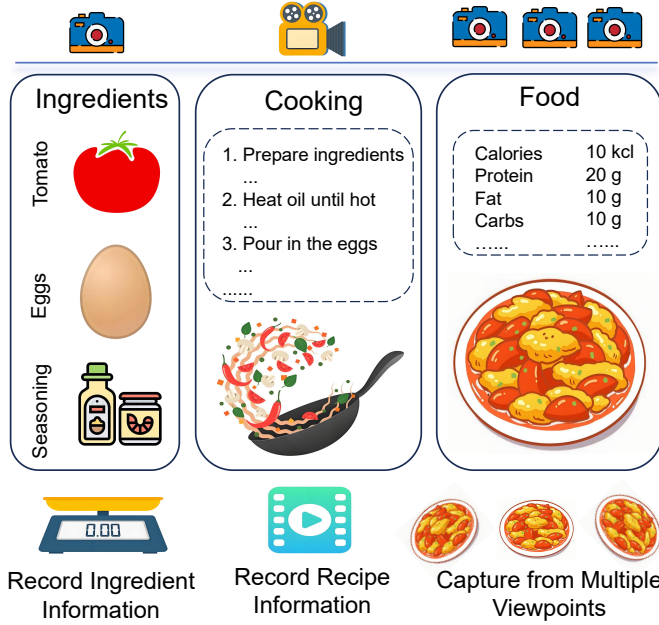 Ingredients
Tomato
Eggs
Seasoning
Cooking
1. Prepare ingredients
...
2. Heat oil until hot
...
3. Pour in the eggs
...
......
Food
Calories 10 kcl
Protein 20 g
Fat 10 g
Carbs 10 g
...... ......
0.00
Record Ingredient
Information
Record Recipe
Information
Capture from Multiple
Viewpoints